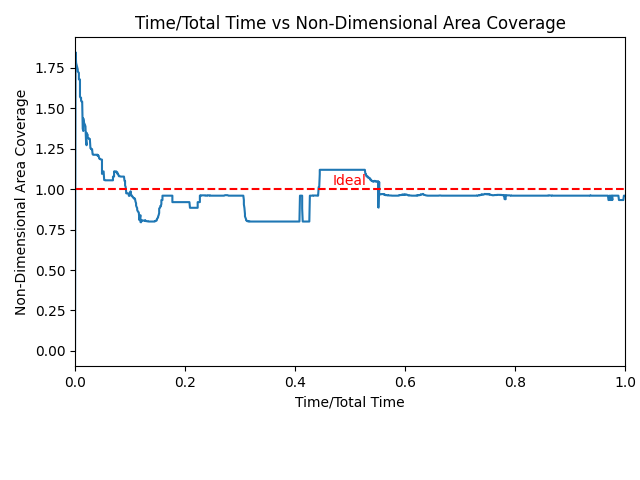 Time/Total Time vs Non-Dimensional Area Coverage
Non-Dimensional Area Coverage
1.75
1.50
1.25
1.00
0.75
0.50
0.25
0.00
Ideal
0.0 0.2 0.4 0.6 0.8 1.0
Time/Total Time